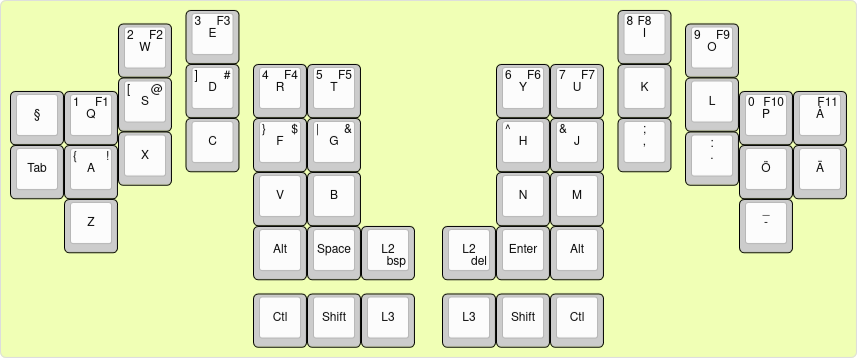 3 F3
E
8 F8
I
2 F2
W
9 F9
O
] #
D
4 F4
R
5 F5
T
6 F6
Y
7 F7
U
K
[ @
S
L
§
1 F1
Q
0 F10
P
F11
Å
} $
F
| &
G
^
H
&
J
C
;
,
X
:
.
Tab
{ !
A
Ö
Ä
V
B
N
M
Z
_
-
Alt
Space
L2
bsp
L2
del
Enter
Alt
Ctl
Shift
L3
L3
Shift
Ctl